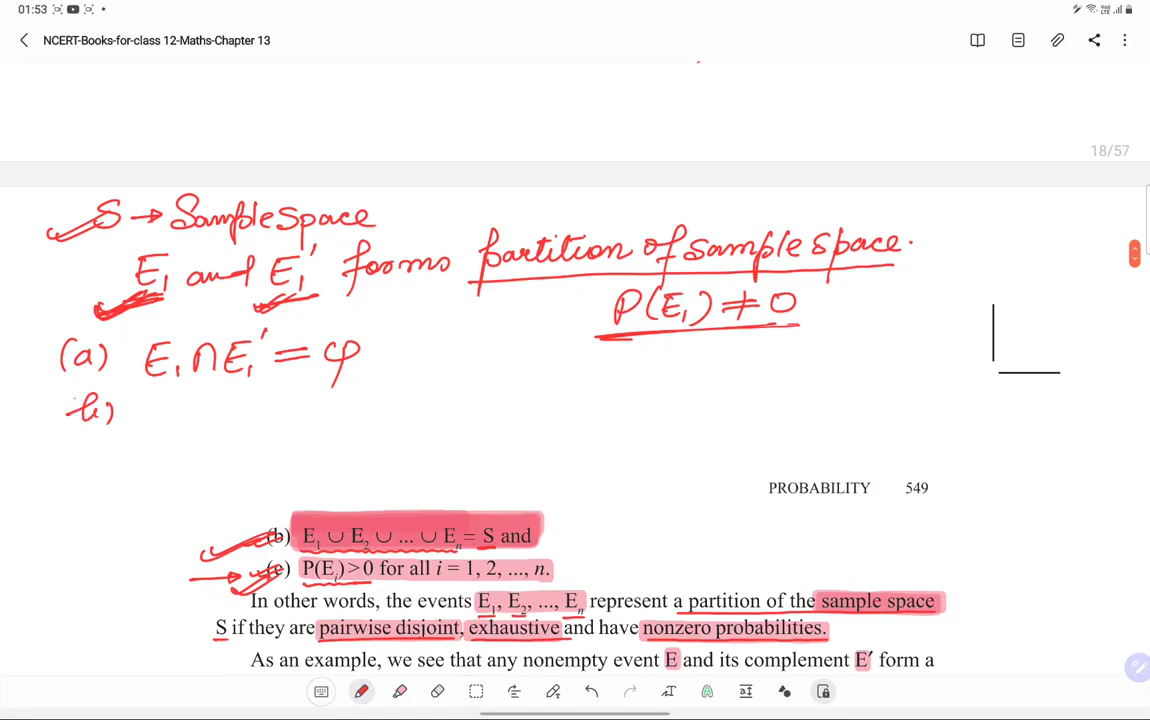 01:53
NCERT-Books-for-class 12-Maths-Chapter 13
18/57
S → Sample Space
E₁ and E₁′ forms partition of sample space.
P(E₁) ≠ 0
(a) E₁ ∩ E₁′ = φ
b)
PROBABILITY 549
(b) E₁ ∪ E₂ ∪ ... ∪ Eₙ = S and
(c) P(Eᵢ) > 0 for all i = 1, 2, ..., n.
In other words, the events E₁, E₂, ..., Eₙ represent a partition of the sample space
S if they are pairwise disjoint, exhaustive and have nonzero probabilities.
As an example, we see that any nonempty event E and its complement E′ form a